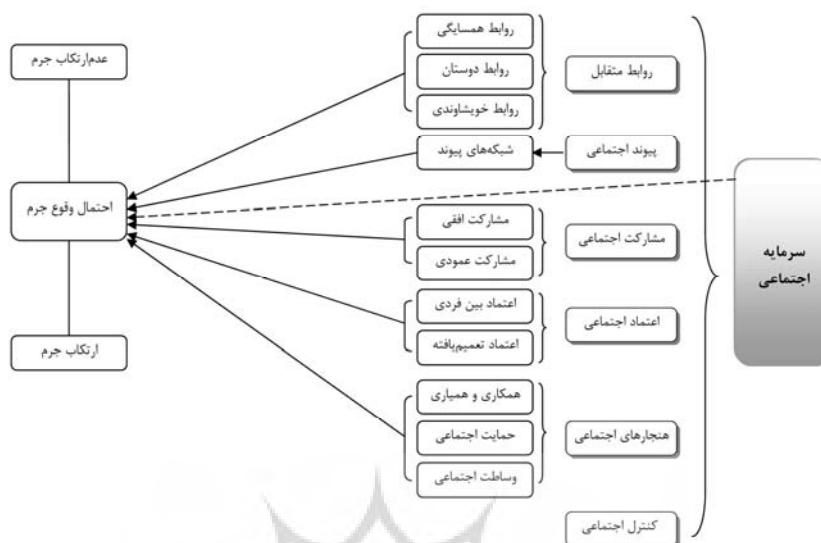 سرمایه
اجتماعی
روابط متقابل
روابط همسایگی
روابط دوستان
روابط خویشاوندی
پیوند اجتماعی
شبکه‌های پیوند
مشارکت اجتماعی
مشارکت افقی
مشارکت عمودی
اعتماد اجتماعی
اعتماد بین فردی
اعتماد تعمیم‌یافته
هنجارهای اجتماعی
همکاری و همیاری
حمایت اجتماعی
وساطت اجتماعی
کنترل اجتماعی
عدم‌ارتکاب جرم
احتمال وقوع جرم
ارتکاب جرم